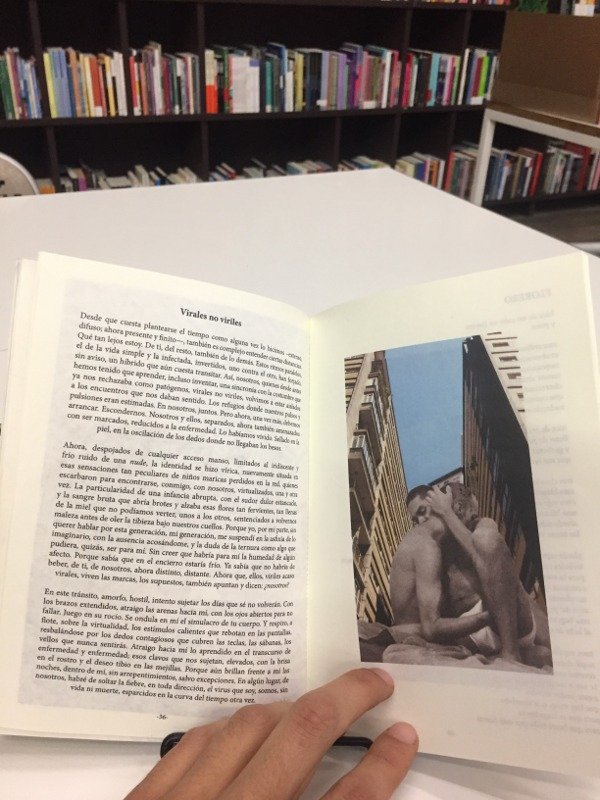 Virales no viriles
Desde que cuesta plantearse el tiempo como alguna vez lo hicimos —eterno,
difuso; ahora presente y finito—, también es complejo entender ciertas distancias.
Qué tan lejos estoy. De ti, del resto, también de lo demás. Estos ritmos paralelos,
el de la vida simple y la infectada, invertidos, uno contra el otro, han forjado,
sin aviso, un híbrido que aún cuesta transitar. Así, nosotros, quienes desde antes
hemos tenido que aprender, incluso inventar, una sincronía con la costumbre que
ya nos rechazaba como patógenos, virales no viriles, volvimos a estar aislados
a los encuentros que nos daban sentido. Los refugios donde nuestros pulsos y
pulsiones eran estimadas. En nosotros, juntos. Pero ahora, una vez más, debemos
arrancar. Escondernos. Nosotros y ellos, separados, ahora también amenazados
con ser marcados, reducidos a la enfermedad. Lo habíamos vivido. Sellado en la
piel, en la oscilación de los dedos donde no llegaban los besos.
Ahora, despojados de cualquier acceso manso, limitados al indiscreto y
frío ruido de una nude, la identidad se hizo vírica, nuevamente situada en
esas sensaciones tan peculiares de niños maricas perdidos en la red, quienes
escarbaron para encontrarse, conmigo, con nosotros, virtualizados, una y otra
vez. La particularidad de una infancia abrupta, con el sudor dulce estancado,
y la sangre bruta que abría brotes y alzaba esas flores tan fervientes, tan llenas
de la miel que no podíamos verter, unos a los otros, sentenciados a volvernos
maleza antes de oler la tibieza bajo nuestros cuellos. Porque yo, por mi parte, sin
querer hablar por esta generación, mi generación, me suspendí en la asfixia de lo
imaginario, con la ausencia acosándome, y la duda de la ternura como algo que
pudiera, quizás, ser para mí. Sin creer que habría para mí la humedad de algún
afecto. Porque sabía que en el encierro estaría frío. Ya sabía que no habría de
beber, de ti, de nosotros, ahora distinto, distante. Ahora que, ellos, virilas acaso
virales, viven las marcas, los supuestos, también apuntan y dicen: ¿nosotros?
En este tránsito, amorfo, hostil, intento sujetar los días que sé no volverán. Con
los brazos extendidos, atraigo las arenas hacia mí, con los ojos abiertos para no
fallar. Juego en su rocío. Se ondula en mí el simulacro de tu cuerpo. Y respiro, a
flote, sobre la virtualidad, los estímulos calientes que rebotan en las pantallas,
resbalándose por los dedos contagiosos que cubren las teclas, las sábanas, los
vellos que nunca sentirás. Atraigo hacia mí lo aprendido en el transcurso de
enfermedad y enfermedad; esos clavos que nos sujetan, elevados, con la brisa
en el rostro y el deseo tibio en las mejillas. Porque aún brillan frente a mí las
noches, dentro de mí, sin arrepentimientos, salvo excepciones. En algún lugar, de
nosotros, habré de soltar la fiebre, en toda dirección, el virus que soy, somos, sin
vida ni muerte, esparcidos en la curva del tiempo otra vez.
-36-